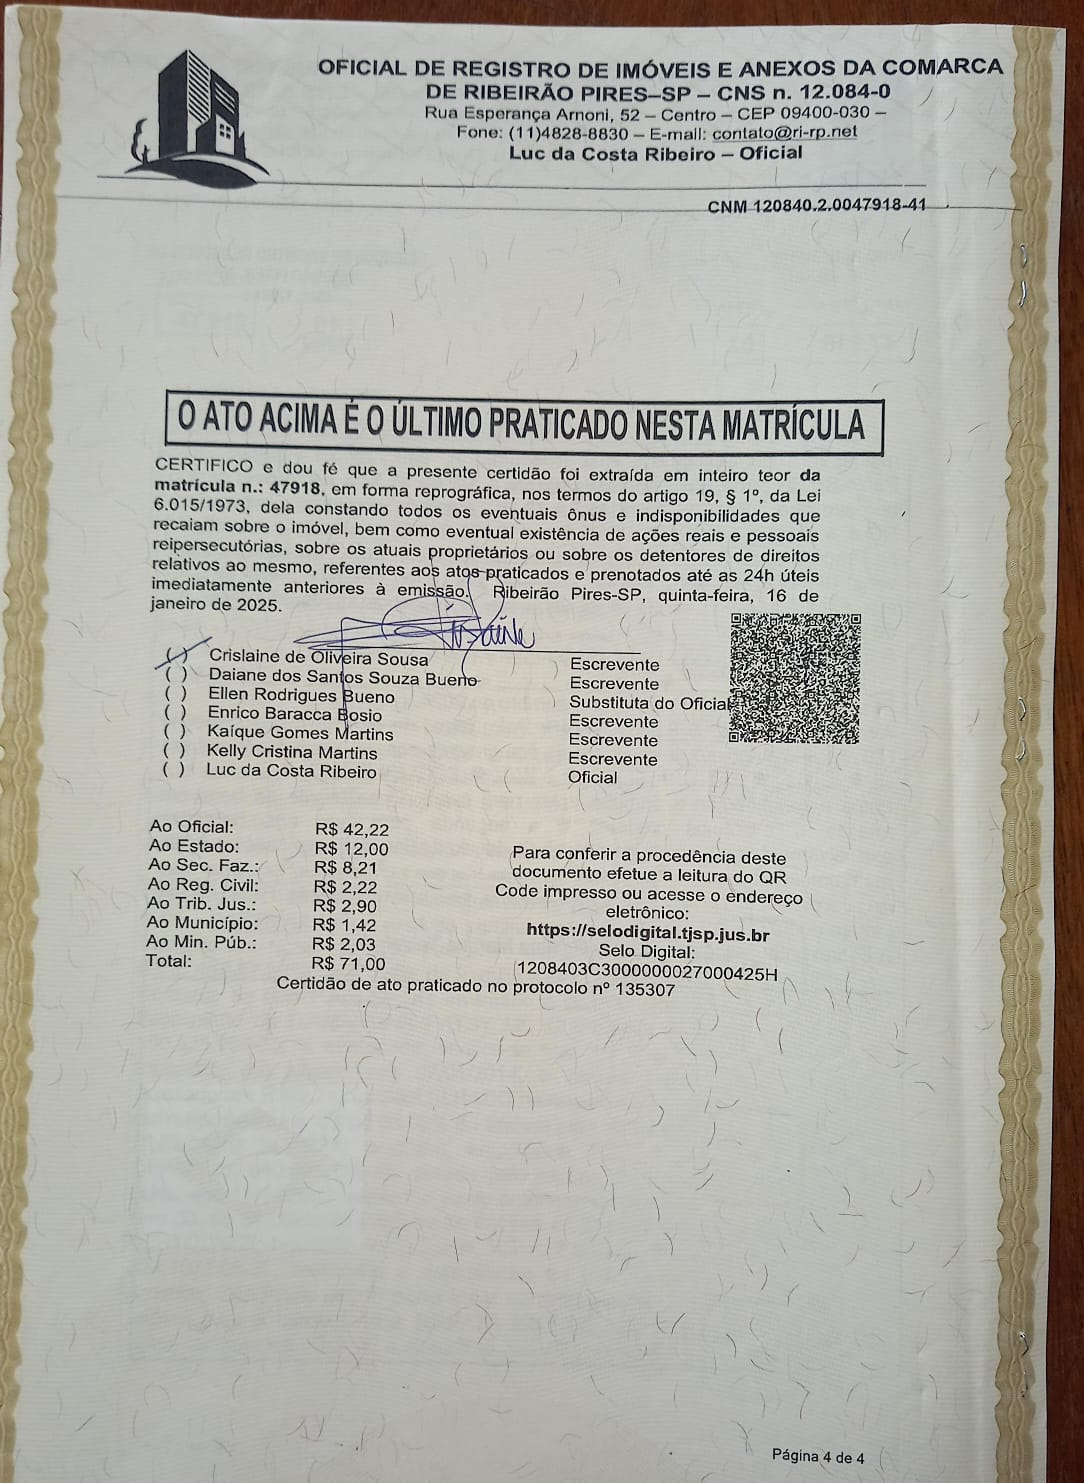 OFICIAL DE REGISTRO DE IMÓVEIS E ANEXOS DA COMARCA
DE RIBEIRÃO PIRES–SP – CNS n. 12.084-0
Rua Esperança Arnoni, 52 – Centro – CEP 09400-030 –
Fone: (11)4828-8830 – E-mail: contato@ri-rp.net
Luc da Costa Ribeiro – Oficial
CNM 120840.2.0047918-41
O ATO ACIMA É O ÚLTIMO PRATICADO NESTA MATRÍCULA
CERTIFICO e dou fé que a presente certidão foi extraída em inteiro teor da
matrícula n.: 47918, em forma reprográfica, nos termos do artigo 19, § 1º, da Lei
6.015/1973, dela constando todos os eventuais ônus e indisponibilidades que
recaiam sobre o imóvel, bem como eventual existência de ações reais e pessoais
reipersecutórias, sobre os atuais proprietários ou sobre os detentores de direitos
relativos ao mesmo, referentes aos atos praticados e prenotados até as 24h úteis
imediatamente anteriores à emissão. Ribeirão Pires-SP, quinta-feira, 16 de
janeiro de 2025.
( ) Crislaine de Oliveira Sousa Escrevente
( ) Daiane dos Santos Souza Bueno Escrevente
( ) Ellen Rodrigues Bueno Substituta do Oficial
( ) Enrico Baracca Bosio Escrevente
( ) Kaíque Gomes Martins Escrevente
( ) Kelly Cristina Martins Escrevente
( ) Luc da Costa Ribeiro Oficial
Ao Oficial: R$ 42,22
Ao Estado: R$ 12,00
Ao Sec. Faz.: R$ 8,21
Ao Reg. Civil: R$ 2,22
Ao Trib. Jus.: R$ 2,90
Ao Município: R$ 1,42
Ao Min. Púb.: R$ 2,03
Total: R$ 71,00
Para conferir a procedência deste
documento efetue a leitura do QR
Code impresso ou acesse o endereço
eletrônico:
https://selodigital.tjsp.jus.br
Selo Digital:
1208403C3000000027000425H
Certidão de ato praticado no protocolo nº 135307
Página 4 de 4